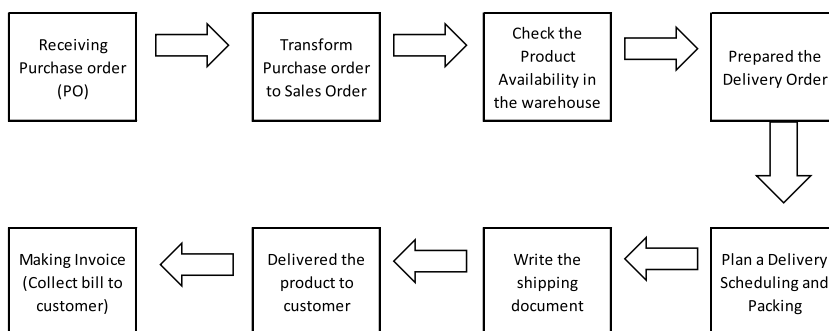 Receiving
Purchase order
(PO)
Transform
Purchase order
to Sales Order
Check the
Product
Availability in
the warehouse
Prepared the
Delivery Order
Plan a Delivery
Scheduling and
Packing
Write the
shipping
document
Delivered the
product to
customer
Making Invoice
(Collect bill to
customer)